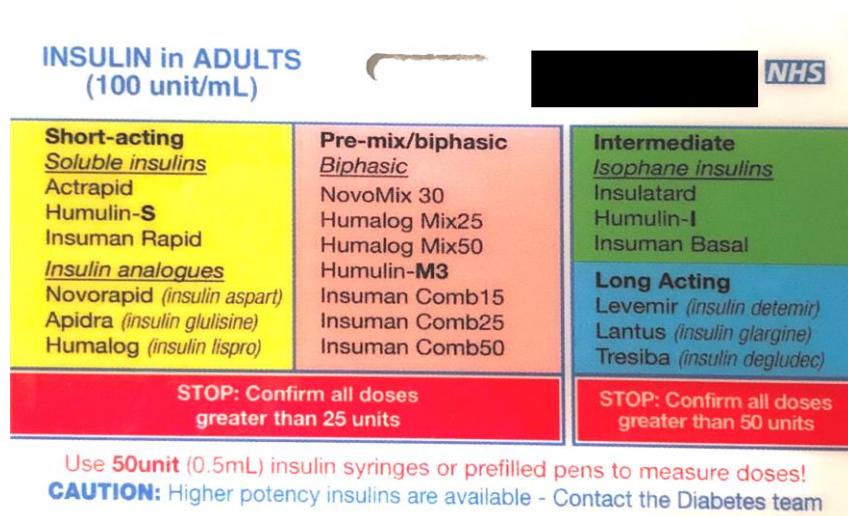 INSULIN in ADULTS
(100 unit/mL)
NHS
Short-acting
Soluble insulins
Actrapid
Humulin-S
Insuman Rapid
Insulin analogues
Novorapid (insulin aspart)
Apidra (insulin glulisine)
Humalog (insulin lispro)
Pre-mix/biphasic
Biphasic
NovoMix 30
Humalog Mix25
Humalog Mix50
Humulin-M3
Insuman Comb15
Insuman Comb25
Insuman Comb50
STOP: Confirm all doses
greater than 25 units
Intermediate
Isophane insulins
Insulatard
Humulin-I
Insuman Basal
Long Acting
Levemir (insulin detemir)
Lantus (insulin glargine)
Tresiba (insulin degludec)
STOP: Confirm all doses
greater than 50 units
Use 50unit (0.5mL) insulin syringes or prefilled pens to measure doses!
CAUTION: Higher potency insulins are available - Contact the Diabetes team